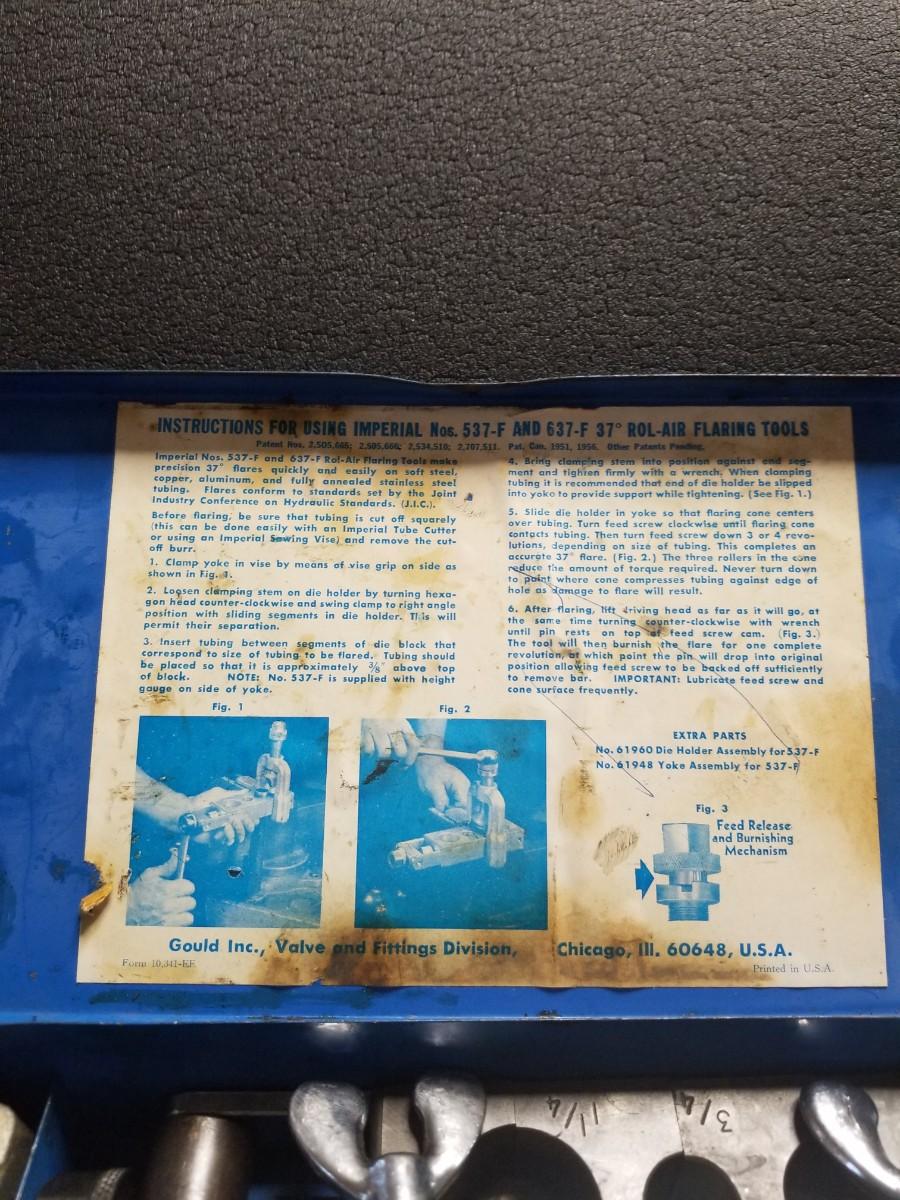 INSTRUCTIONS FOR USING IMPERIAL Nos. 537-F AND 637-F 37° ROL-AIR FLARING TOOLS
Patent Nos. 2,505,665; 2,505,666; 2,534,510; 2,707,511. Pat. Can. 1951, 1956. Other Patents Pending.
Imperial Nos. 537-F and 637-F Rol-Air Flaring Tools make
precision 37° flares quickly and easily on soft steel,
copper, aluminum, and fully annealed stainless steel
tubing. Flares conform to standards set by the Joint
Industry Conference on Hydraulic Standards. (J.I.C.).
Before flaring, be sure that tubing is cut off squarely
(this can be done easily with an Imperial Tube Cutter
or using an Imperial Sawing Vise) and remove the cut-
off burr.
1. Clamp yoke in vise by means of vise grip on side as
shown in Fig. 1.
2. Loosen clamping stem on die holder by turning hexa-
gon head counter-clockwise and swing clamp to right angle
position with sliding segments in die holder. This will
permit their separation.
3. Insert tubing between segments of die block that
correspond to size of tubing to be flared. Tubing should
be placed so that it is approximately 3/8" above top
of block. NOTE: No. 537-F is supplied with height
gauge on side of yoke.
4. Bring clamping stem into position against end seg-
ment and tighten firmly with a wrench. When clamping
tubing it is recommended that end of die holder be slipped
into yoke to provide support while tightening. (See Fig. 1.)
5. Slide die holder in yoke so that flaring cone centers
over tubing. Turn feed screw clockwise until flaring cone
contacts tubing. Then turn feed screw down 3 or 4 revo-
lutions, depending on size of tubing. This completes an
accurate 37° flare. (Fig. 2.) The three rollers in the cone
reduce the amount of torque required. Never turn down
to point where cone compresses tubing against edge of
hole as damage to flare will result.
6. After flaring, lift driving head as far as it will go, at
the same time turning counter-clockwise with wrench
until pin rests on top of feed screw cam. (Fig. 3.)
The tool will then burnish the flare for one complete
revolution, at which point the pin will drop into original
position allowing feed screw to be backed off sufficiently
to remove bar. IMPORTANT: Lubricate feed screw and
cone surface frequently.
Fig. 1
Fig. 2
EXTRA PARTS
No. 61960 Die Holder Assembly for 537-F
No. 61948 Yoke Assembly for 537-F
Fig. 3
Feed Release
and Burnishing
Mechanism
Gould Inc., Valve and Fittings Division, Chicago, Ill. 60648, U.S.A.
Form 10,341-EF
Printed in U.S.A.
1 1/4
3/4